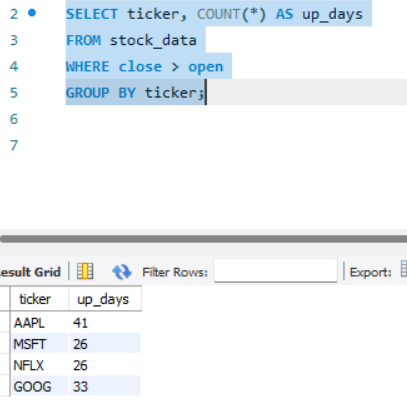 2 SELECT ticker, COUNT(*) AS up_days
3 FROM stock_data
4 WHERE close > open
5 GROUP BY ticker;
6
7
esult Grid Filter Rows: Export:
ticker up_days
AAPL 41
MSFT 26
NFLX 26
GOOG 33